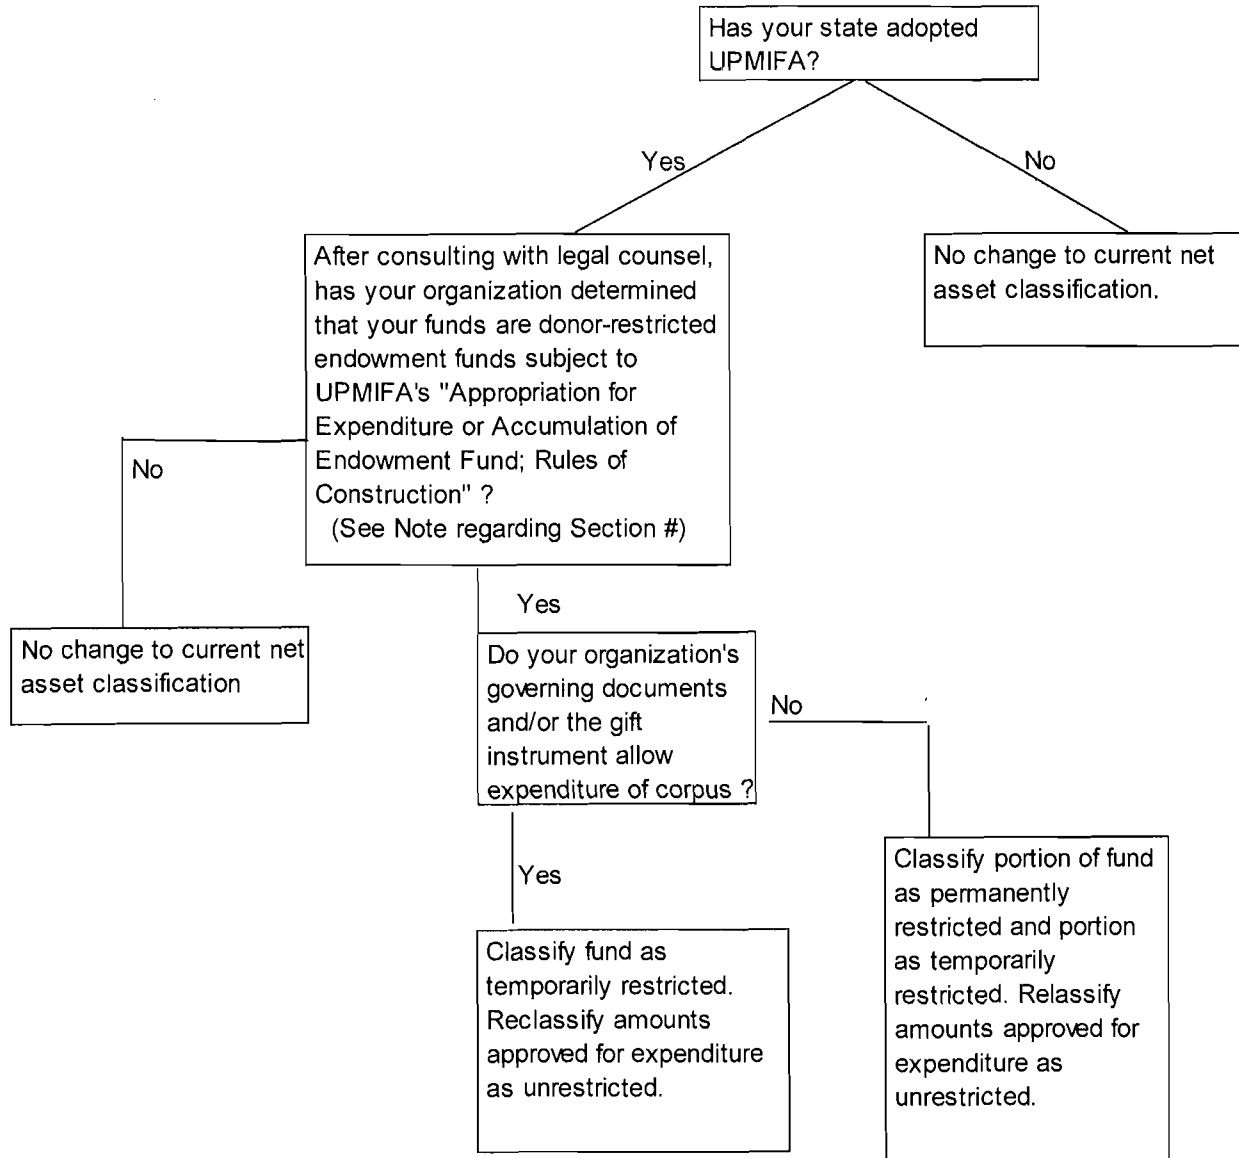 Has your state adopted
UPMIFA?
Yes
No
After consulting with legal counsel,
has your organization determined
that your funds are donor-restricted
endowment funds subject to
UPMIFA's "Appropriation for
Expenditure or Accumulation of
Endowment Fund; Rules of
Construction" ?
(See Note regarding Section #)
No change to current net
asset classification.
No
Yes
No change to current net
asset classification
Do your organization's
governing documents
and/or the gift
instrument allow
expenditure of corpus ?
No
Yes
Classify fund as
temporarily restricted.
Reclassify amounts
approved for expenditure
as unrestricted.
Classify portion of fund
as permanently
restricted and portion
as temporarily
restricted. Relassify
amounts approved for
expenditure as
unrestricted.